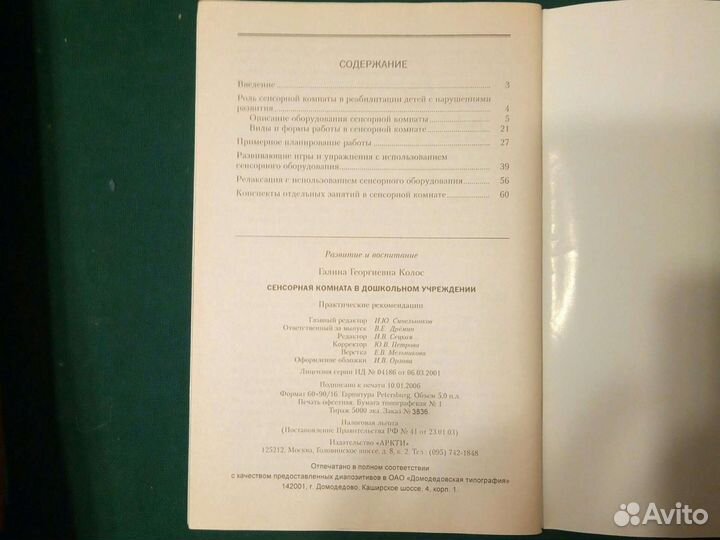 СОДЕРЖАНИЕ
Введение 3
Роль сенсорной комнаты в реабилитации детей с нарушениями
развития 4
Описание оборудования сенсорной комнаты 5
Виды и формы работы в сенсорной комнате 21
Примерное планирование работы 27
Развивающие игры и упражнения с использованием
сенсорного оборудования 39
Релаксация с использованием сенсорного оборудования 56
Конспекты отдельных занятий в сенсорной комнате 60
Развитие и воспитание
Галина Георгиевна Колос
СЕНСОРНАЯ КОМНАТА В ДОШКОЛЬНОМ УЧРЕЖДЕНИИ
Практические рекомендации
Главный редактор И.Ю. Синельников
Ответственный за выпуск В.Е. Дрёмин
Редактор И.В. Сецкая
Корректор Ю.В. Петрова
Верстка Е.В. Мельникова
Оформление обложки И.В. Орлова
Лицензия серии ИД № 04186 от 06.03.2001
Подписано к печати 10.01.2006
Формат 60×90/16. Гарнитура Petersburg. Объем 5,0 п.л.
Печать офсетная. Бумага типографская № 1
Тираж 5000 экз. Заказ № 3836.
Налоговая льгота
(Постановление Правительства РФ № 41 от 23.01.03)
Издательство «АРКТИ»
125212, Москва, Головинское шоссе, д. 8, к. 2. Тел. (095) 742-1848
Отпечатано в полном соответствии
с качеством предоставленных диапозитивов в ОАО «Домодедовская типография»
142001, г. Домодедово, Каширское шоссе, 4, корп. 1.
Avito